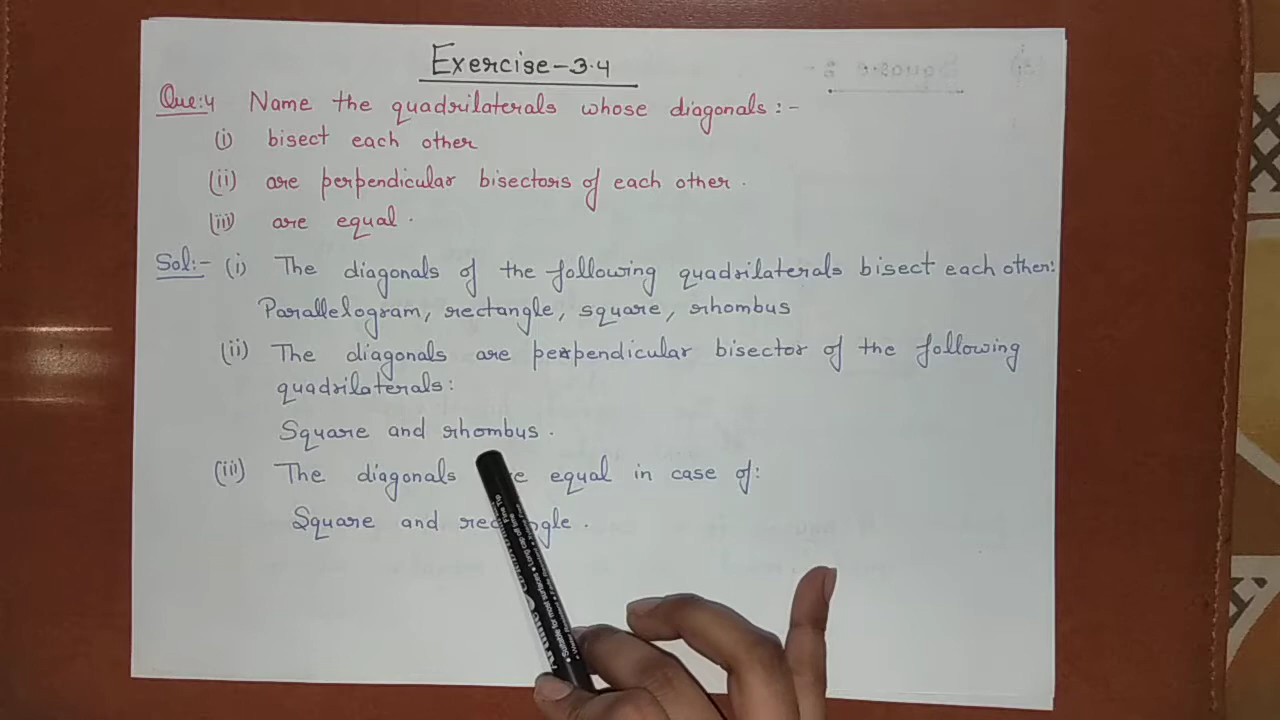 Exercise-3.4
Que:4 Name the quadrilaterals whose diagonals :-
(i) bisect each other
(ii) are perpendicular bisectors of each other.
(iii) are equal.
Sol:- (i) The diagonals of the following quadrilaterals bisect each other:
Parallelogram, rectangle, square, rhombus
(ii) The diagonals are perpendicular bisector of the following
quadrilaterals:
Square and rhombus.
(iii) The diagonals are equal in case of:
Square and rectangle.